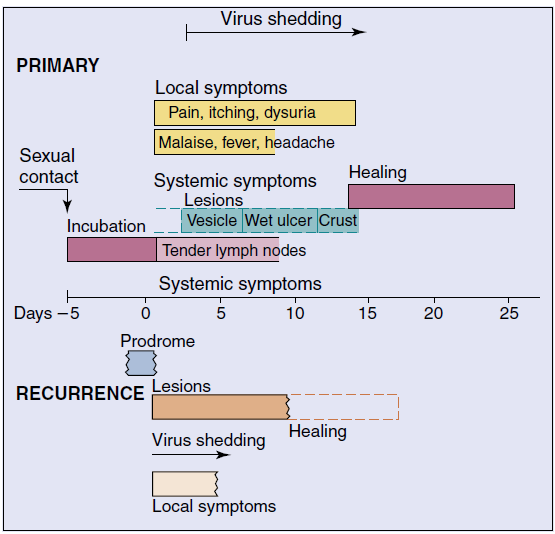 Virus shedding
PRIMARY
Local symptoms
Pain, itching, dysuria
Malaise, fever, headache
Sexual
contact
Systemic symptoms
Healing
Lesions
Vesicle Wet ulcer Crust
Incubation
Tender lymph nodes
Systemic symptoms
Days –5 0 5 10 15 20 25
Prodrome
RECURRENCE
Lesions
Healing
Virus shedding
Local symptoms